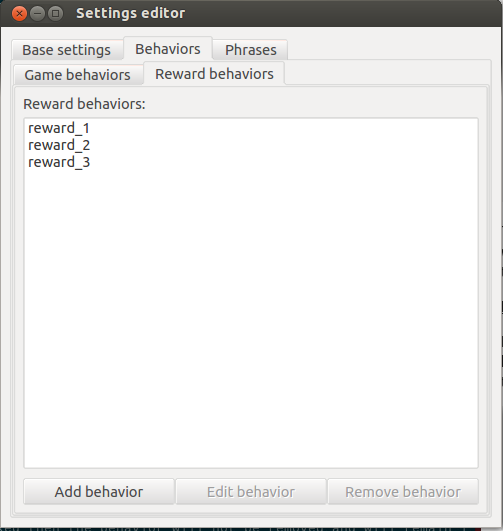 Settings editor
Base settings Behaviors Phrases
Game behaviors Reward behaviors
Reward behaviors:
reward_1
reward_2
reward_3
Add behavior Edit behavior Remove behavior